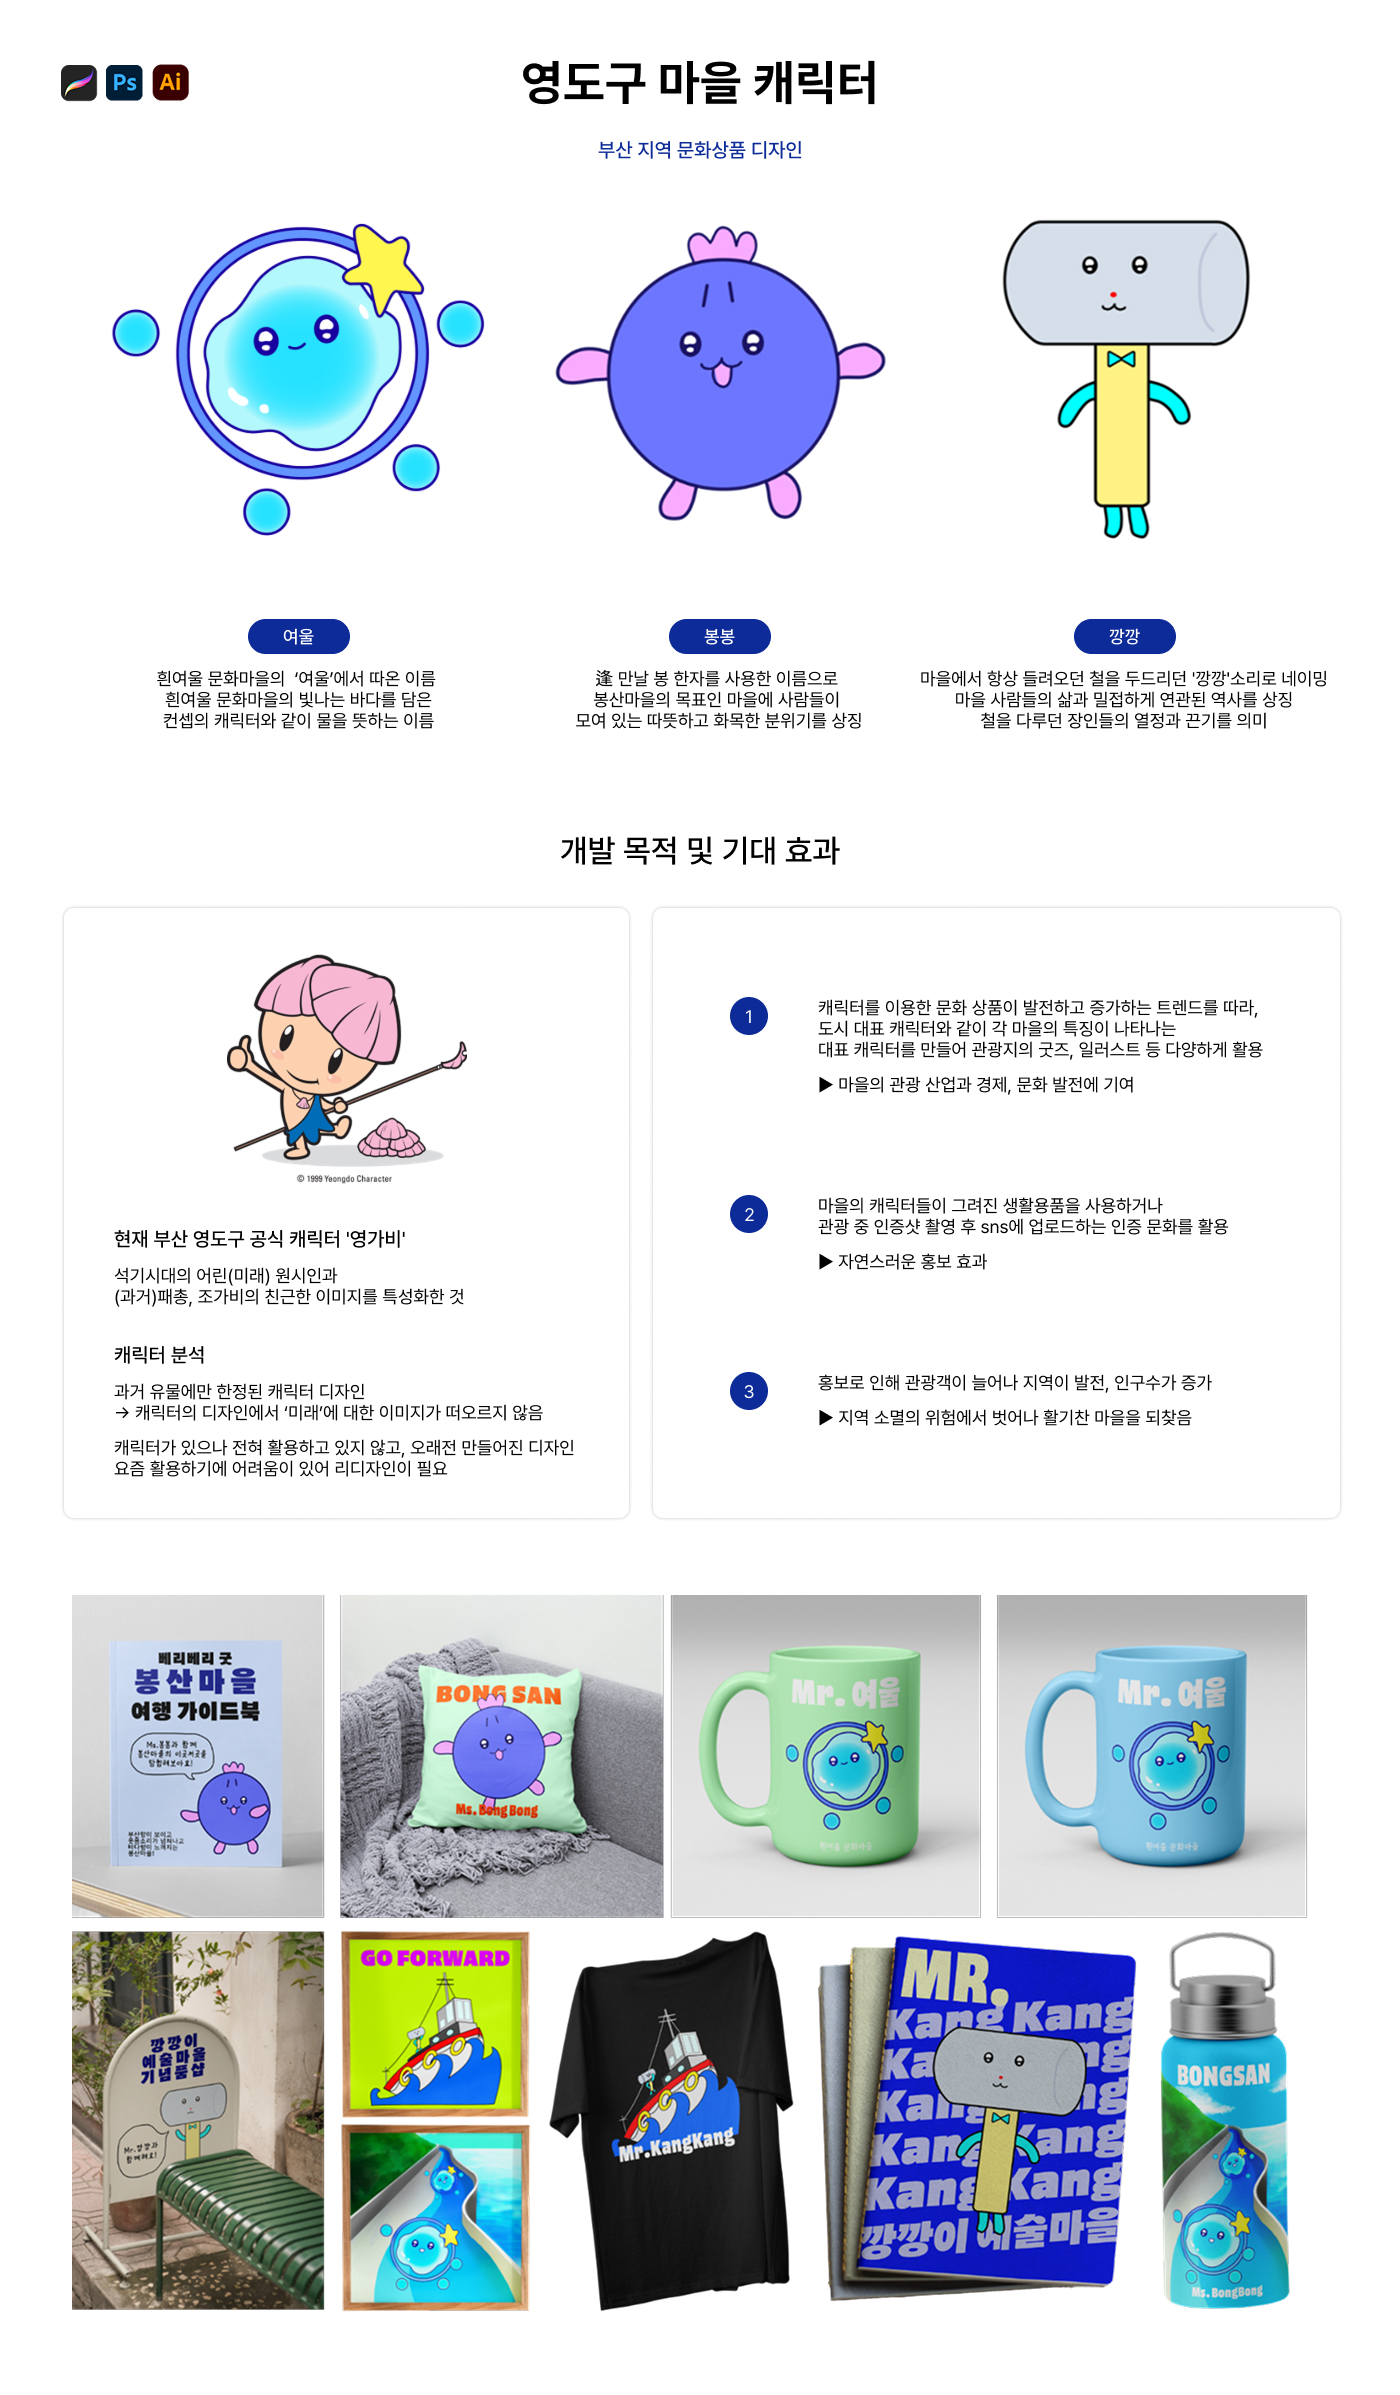 Ps
Ai
영도구 마을 캐릭터
부산 지역 문화상품 디자인
여울
흰여울 문화마을의 ‘여울’에서 따온 이름
흰여울 문화마을의 빛나는 바다를 담은
컨셉의 캐릭터와 같이 물을 뜻하는 이름
봉봉
逢 만날 봉 한자를 사용한 이름으로
봉산마을의 목표인 마을에 사람들이
모여 있는 따뜻하고 화목한 분위기를 상징
깡깡
마을에서 항상 들려오던 철을 두드리던 '깡깡'소리로 네이밍
마을 사람들의 삶과 밀접하게 연관된 역사를 상징
철을 다루던 장인들의 열정과 끈기를 의미
개발 목적 및 기대 효과
© 1999 Yeongdo Character
현재 부산 영도구 공식 캐릭터 '영가비'
석기시대의 어린(미래) 원시인과
(과거)패총, 조가비의 친근한 이미지를 특성화한 것
캐릭터 분석
과거 유물에만 한정된 캐릭터 디자인
→ 캐릭터의 디자인에서 ‘미래’에 대한 이미지가 떠오르지 않음
캐릭터가 있으나 전혀 활용하고 있지 않고, 오래전 만들어진 디자인
요즘 활용하기에 어려움이 있어 리디자인이 필요
1
캐릭터를 이용한 문화 상품이 발전하고 증가하는 트렌드를 따라,
도시 대표 캐릭터와 같이 각 마을의 특징이 나타나는
대표 캐릭터를 만들어 관광지의 굿즈, 일러스트 등 다양하게 활용
▶ 마을의 관광 산업과 경제, 문화 발전에 기여
2
마을의 캐릭터들이 그려진 생활용품을 사용하거나
관광 중 인증샷 촬영 후 sns에 업로드하는 인증 문화를 활용
▶ 자연스러운 홍보 효과
3
홍보로 인해 관광객이 늘어나 지역이 발전, 인구수가 증가
▶ 지역 소멸의 위험에서 벗어나 활기찬 마을을 되찾음
베리베리 굿
봉산마을
여행 가이드북
Ms.봉봉과 함께
봉산마을의 이곳저곳을
탐험해보아요!
부산항이 보이고
웃음소리가 넘쳐나고
바다향이 느껴지는
봉산마을!
BONG SAN
Ms. Bong Bong
Mr. 여울
흰여울 문화마을
Mr. 여울
흰여울 문화마을
깡깡이
예술마을
기념품샵
Mr.깡깡과
함께해요!
GO FORWARD
Mr.KangKang
MR.
Kang Kang
Kang
Kang
Kang Kang
Kang Kang
깡깡이 예술마을
BONGSAN
Ms. BongBong